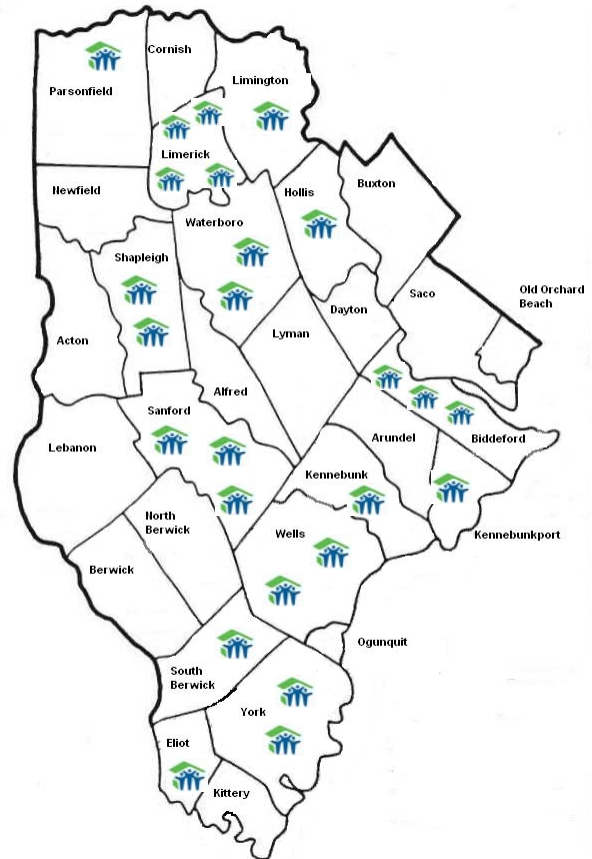 Cornish
Limington
Parsonfield
Limerick
Newfield
Hollis
Buxton
Waterboro
Shapleigh
Saco
Old Orchard
Beach
Dayton
Acton
Lyman
Alfred
Sanford
Arundel
Biddeford
Lebanon
Kennebunk
North
Berwick
Wells
Kennebunkport
Berwick
Ogunquit
South
Berwick
York
Eliot
Kittery